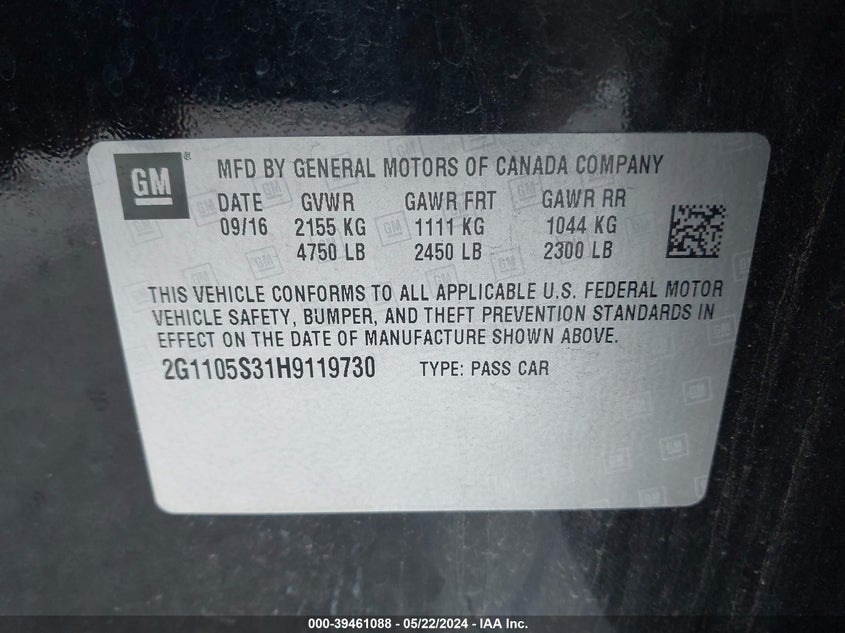 GM ® MFD BY GENERAL MOTORS OF CANADA COMPANY
DATE GVWR GAWR FRT GAWR RR
09/16 2155 KG 1111 KG 1044 KG
4750 LB 2450 LB 2300 LB
THIS VEHICLE CONFORMS TO ALL APPLICABLE U.S. FEDERAL MOTOR
VEHICLE SAFETY, BUMPER, AND THEFT PREVENTION STANDARDS IN
EFFECT ON THE DATE OF MANUFACTURE SHOWN ABOVE.
2G1105S31H9119730 TYPE: PASS CAR
000-39461088 - 05/22/2024 - IAA Inc.